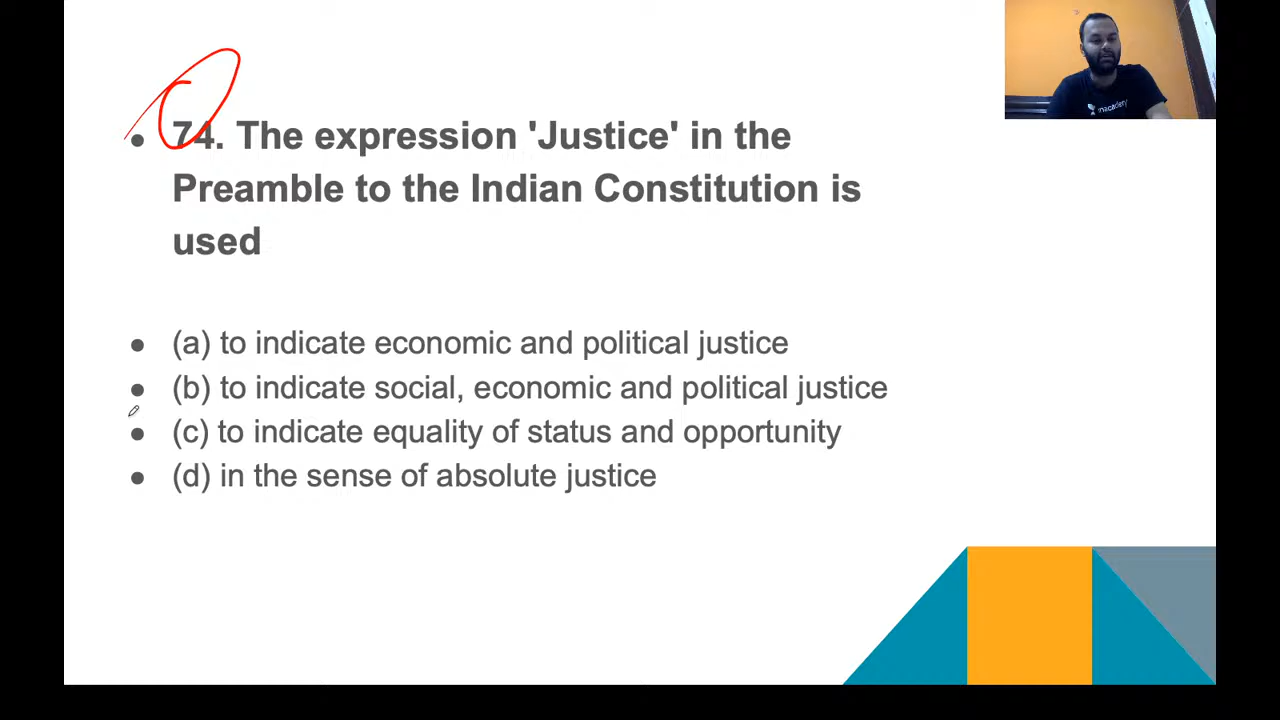 • 74. The expression 'Justice' in the
Preamble to the Indian Constitution is
used
• (a) to indicate economic and political justice
• (b) to indicate social, economic and political justice
• (c) to indicate equality of status and opportunity
• (d) in the sense of absolute justice